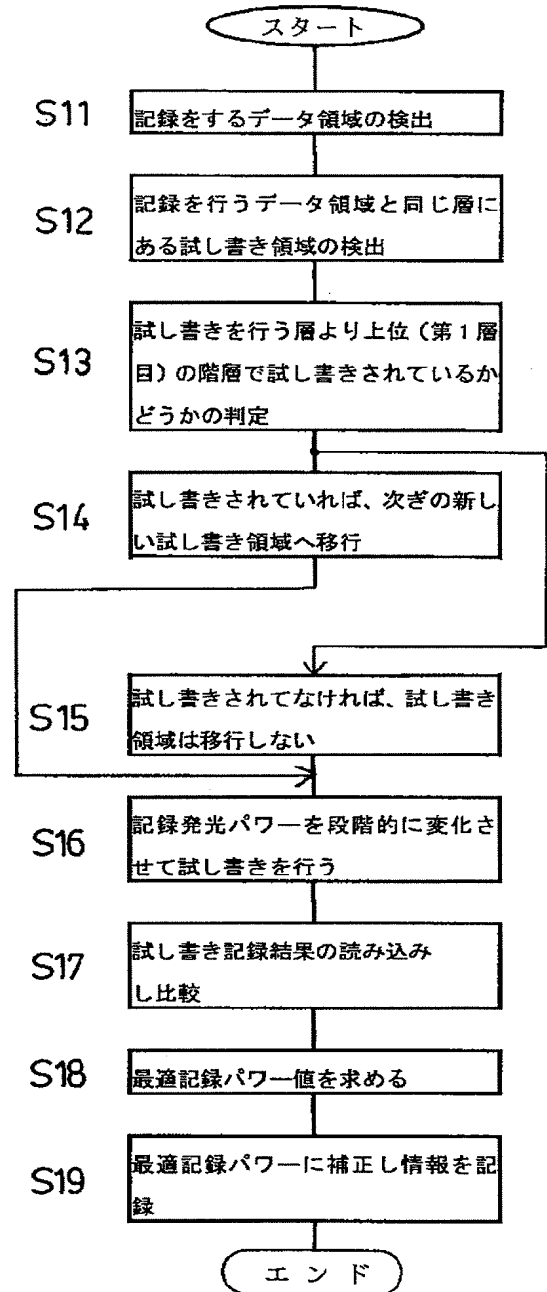 スタート
S11
記録をするデータ領域の検出
S12
記録を行うデータ領域と同じ層に
ある試し書き領域の検出
S13
試し書きを行う層より上位（第１層
目）の階層で試し書きされているか
どうかの判定
S14
試し書きされていれば、次ぎの新し
い試し書き領域へ移行
S15
試し書きされてなければ、試し書き
領域は移行しない
S16
記録発光パワーを段階的に変化さ
せて試し書きを行う
S17
試し書き記録結果の読み込み
し比較
S18
最適記録パワー値を求める
S19
最適記録パワーに補正し情報を記
録
エンド